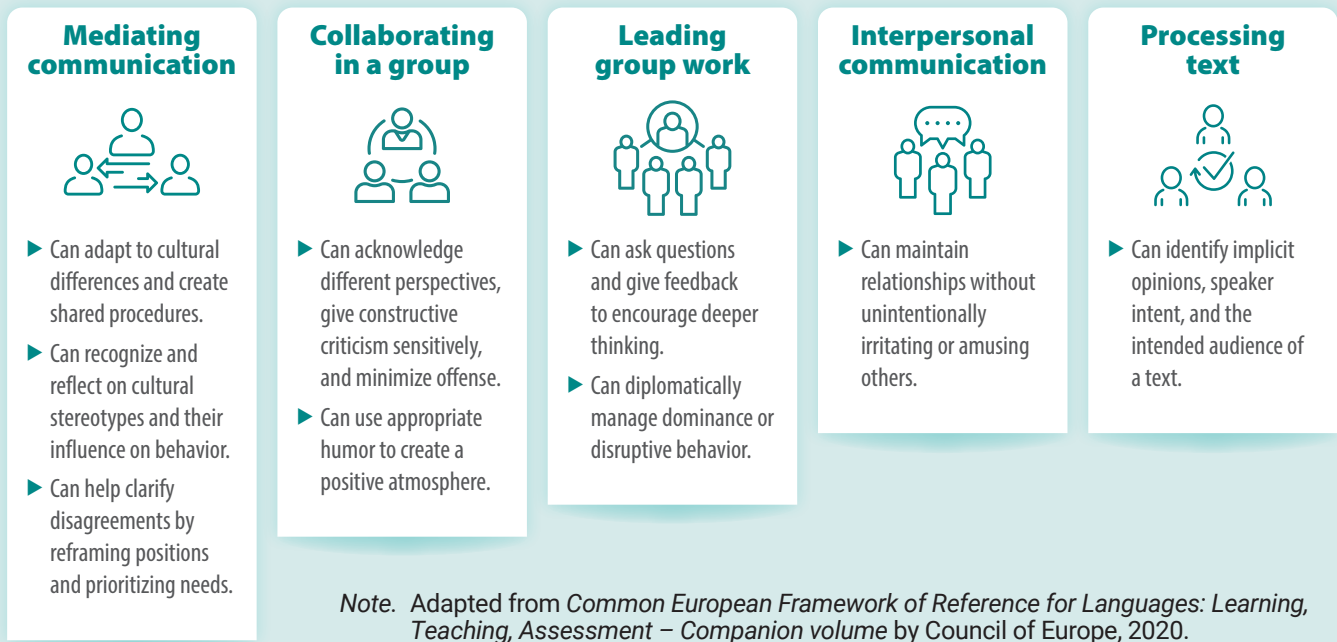 Mediating
communication
▶ Can adapt to cultural
differences and create
shared procedures.
▶ Can recognize and
reflect on cultural
stereotypes and their
influence on behavior.
▶ Can help clarify
disagreements by
reframing positions
and prioritizing needs.
Collaborating
in a group
▶ Can acknowledge
different perspectives,
give constructive
criticism sensitively,
and minimize offense.
▶ Can use appropriate
humor to create a
positive atmosphere.
Leading
group work
▶ Can ask questions
and give feedback
to encourage deeper
thinking.
▶ Can diplomatically
manage dominance or
disruptive behavior.
Interpersonal
communication
▶ Can maintain
relationships without
unintentionally
irritating or amusing
others.
Processing
text
▶ Can identify implicit
opinions, speaker
intent, and the
intended audience of
a text.
Note. Adapted from Common European Framework of Reference for Languages: Learning,
Teaching, Assessment – Companion volume by Council of Europe, 2020.